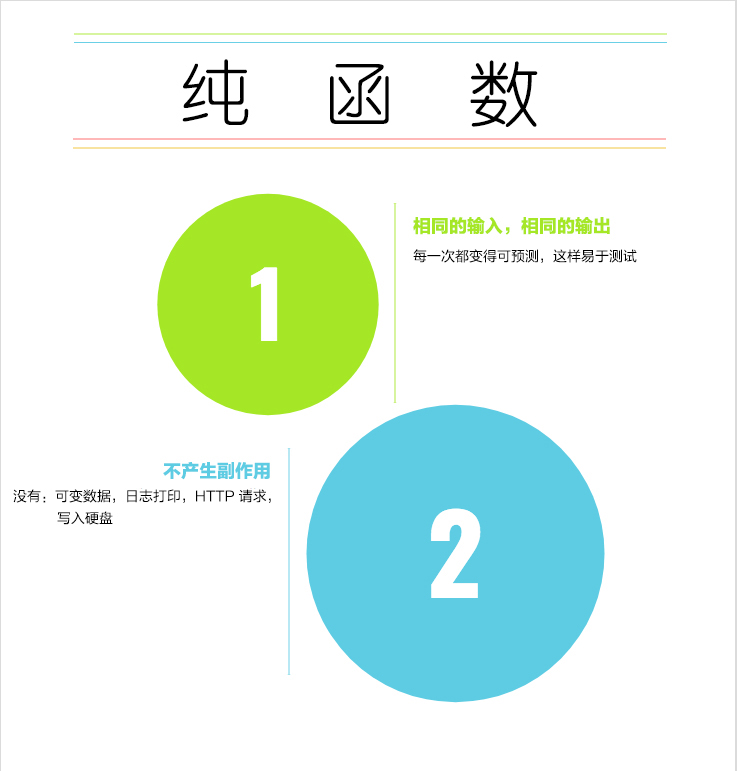 纯函数
1
相同的输入，相同的输出
每一次都变得可预测，这样易于测试
不产生副作用
没有：可变数据，日志打印，HTTP 请求，
写入硬盘
2